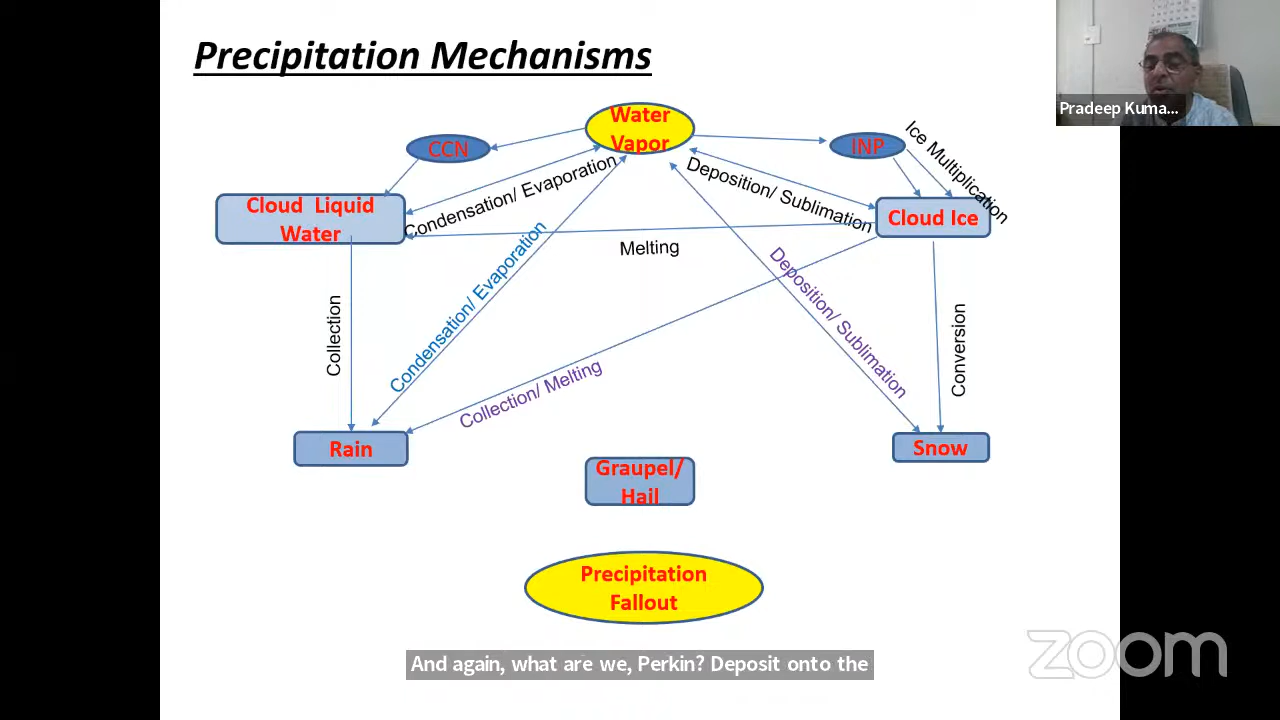 Precipitation Mechanisms
Pradeep Kuma...
Water
Vapor
CCN
INP
Ice Multiplication
Condensation/ Evaporation
Deposition/ Sublimation
Cloud Liquid
Water
Cloud Ice
Melting
Condensation/ Evaporation
Deposition/ Sublimation
Collection
Conversion
Collection/ Melting
Rain
Snow
Graupel/
Hail
Precipitation
Fallout
And again, what are we, Perkin? Deposit onto the
zoom